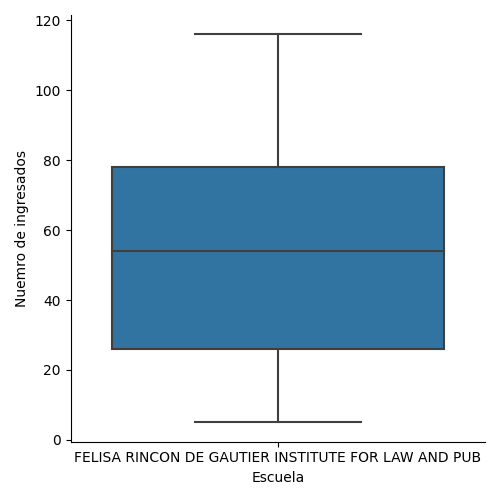 120
100
80
60
40
20
0
Nuemro de ingresados
FELISA RINCON DE GAUTIER INSTITUTE FOR LAW AND PUB
Escuela